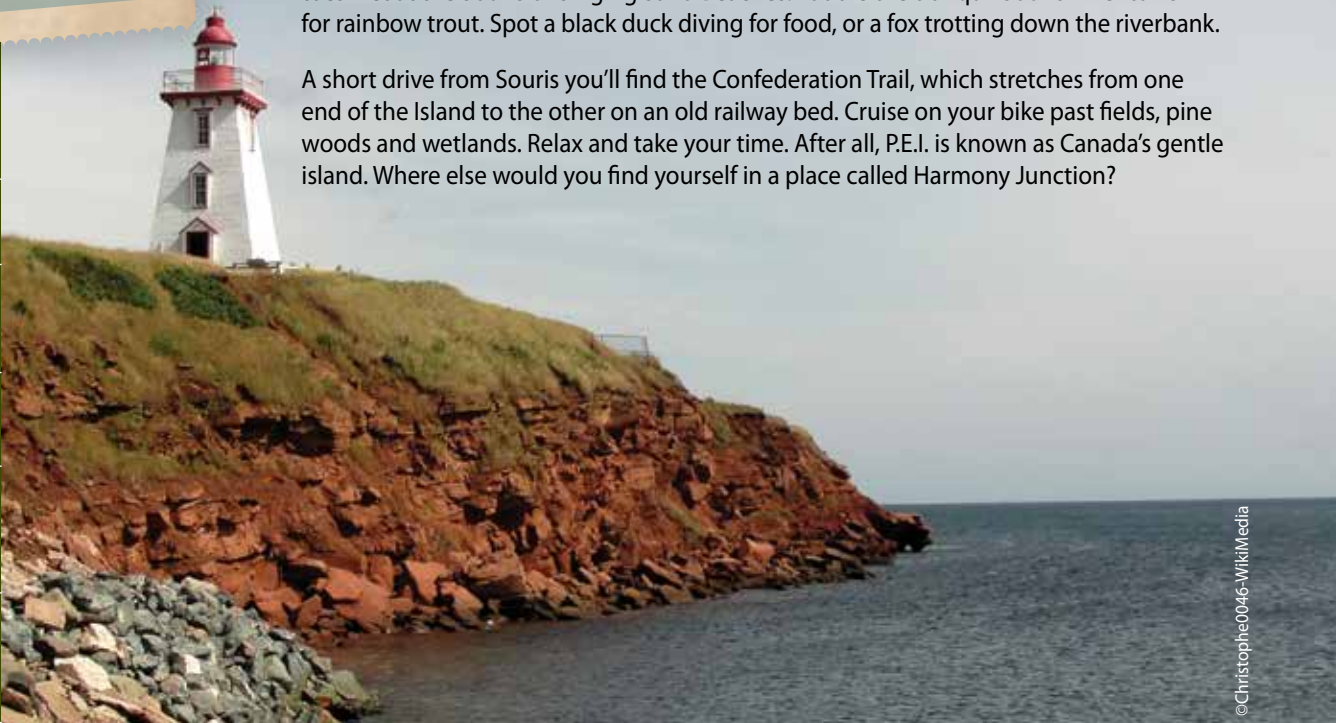 for rainbow trout. Spot a black duck diving for food, or a fox trotting down the riverbank.
A short drive from Souris you’ll find the Confederation Trail, which stretches from one
end of the Island to the other on an old railway bed. Cruise on your bike past fields, pine
woods and wetlands. Relax and take your time. After all, P.E.I. is known as Canada’s gentle
island. Where else would you find yourself in a place called Harmony Junction?
©Christophe0046-WikiMedia